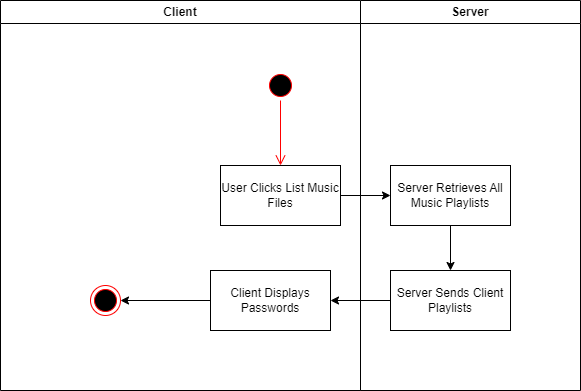 Client
Server
User Clicks List Music
Files
Server Retrieves All
Music Playlists
Server Sends Client
Playlists
Client Displays
Passwords